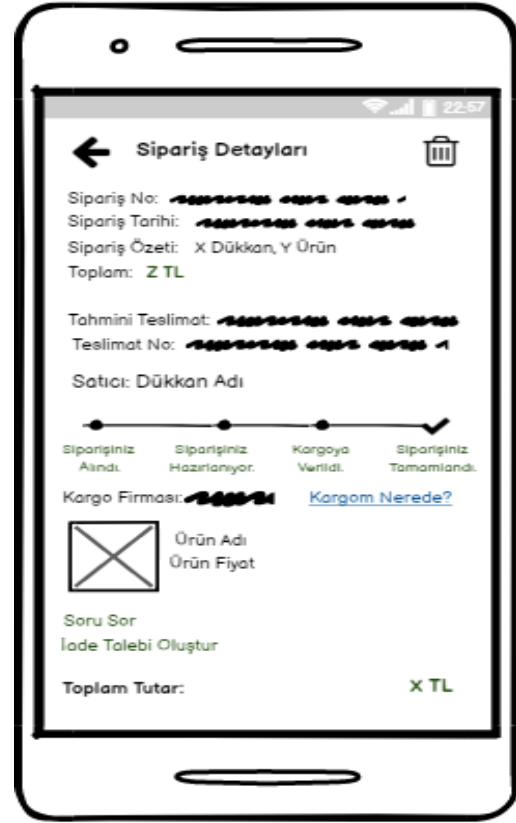 22:57
Sipariş Detayları
Sipariş No:
Sipariş Tarihi:
Sipariş Özeti: X Dükkan, Y Ürün
Toplam: Z TL
Tahmini Teslimat:
Teslimat No:
Satıcı: Dükkan Adı
Siparişiniz Alındı.
Siparişiniz Hazırlanıyor.
Kargoya Verildi.
Siparişiniz Tamamlandı.
Kargo Firması:
Kargom Nerede?
Ürün Adı
Ürün Fiyat
Soru Sor
İade Talebi Oluştur
Toplam Tutar: X TL